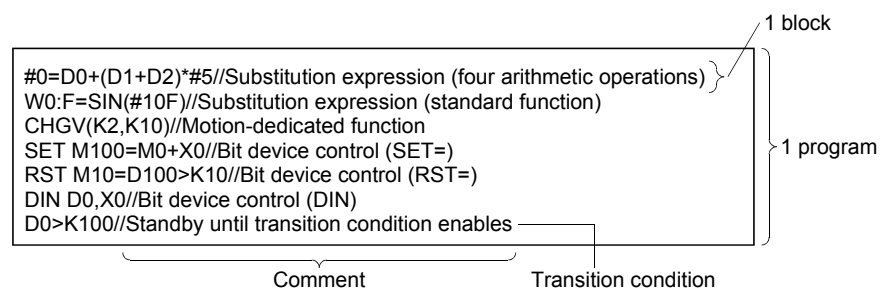 1 block
#0=D0+(D1+D2)*#5//Substitution expression (four arithmetic operations)
W0:F=SIN(#10F)//Substitution expression (standard function)
CHGV(K2,K10)//Motion-dedicated function
SET M100=M0+X0//Bit device control (SET=)
RST M10=D100>K10//Bit device control (RST=)
DIN D0,X0//Bit device control (DIN)
D0>K100//Standby until transition condition enables
1 program
Comment
Transition condition